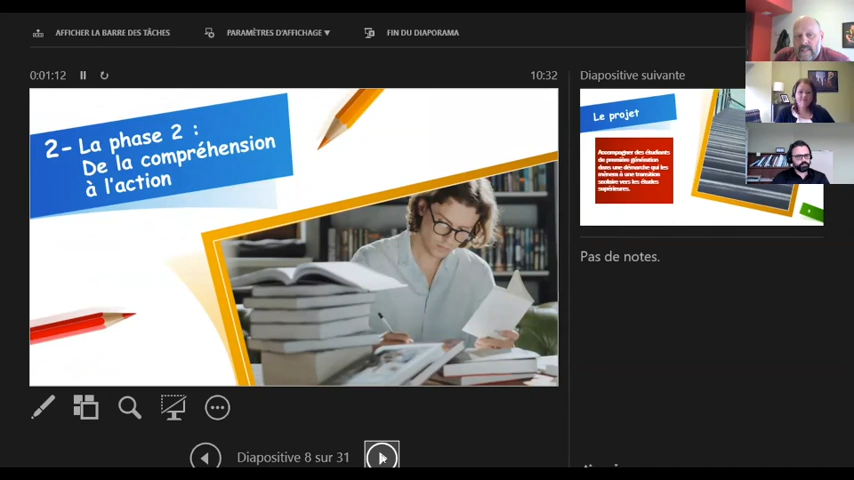 AFFICHER LA BARRE DES TÂCHES
PARAMÈTRES D'AFFICHAGE ▼
FIN DU DIAPORAMA
0:01:12
10:32
Diapositive suivante
2- La phase 2 :
De la compréhension
à l'action
Le projet
Accompagner des étudiants
de première génération
dans une démarche qui les
mènera à une transition
scolaire vers les études
supérieures.
Pas de notes.
Diapositive 8 sur 31